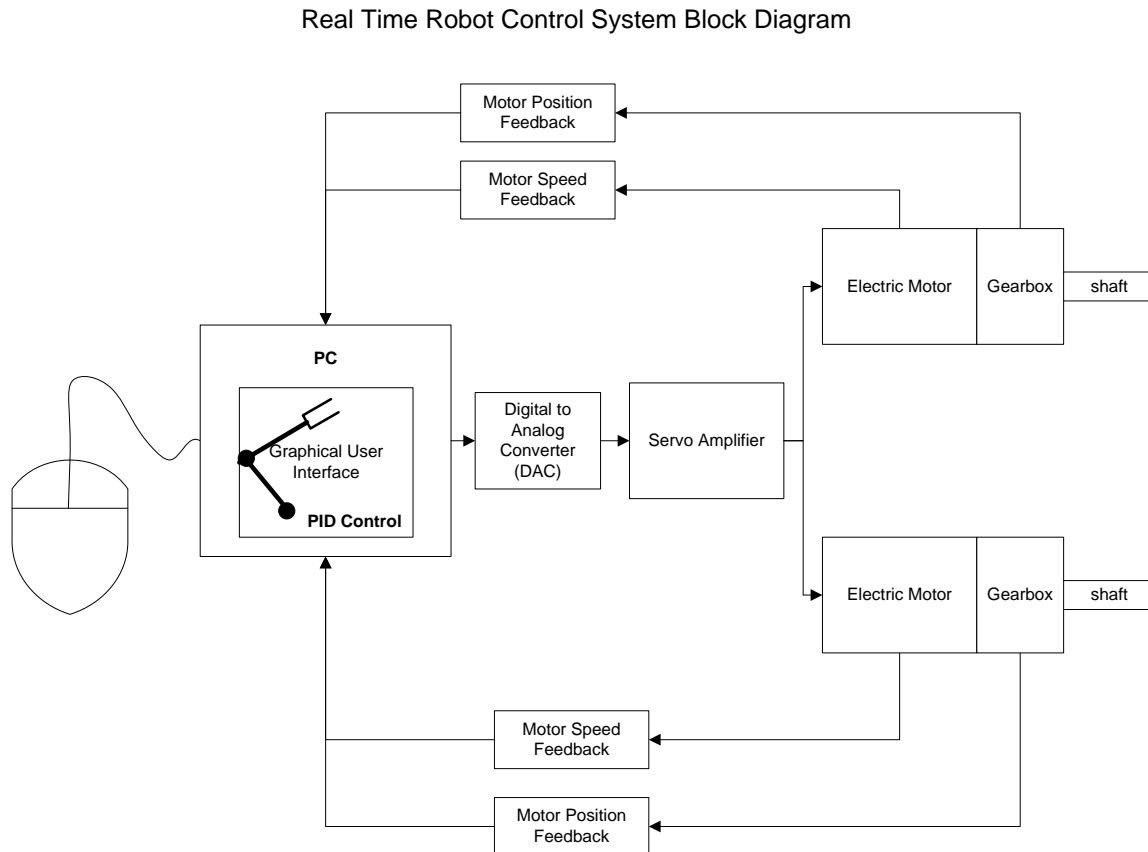 Real Time Robot Control System Block Diagram
Motor Position
Feedback
Motor Speed
Feedback
Electric Motor
Gearbox
shaft
PC
Graphical User
Interface
PID Control
Digital to
Analog
Converter
(DAC)
Servo Amplifier
Electric Motor
Gearbox
shaft
Motor Speed
Feedback
Motor Position
Feedback